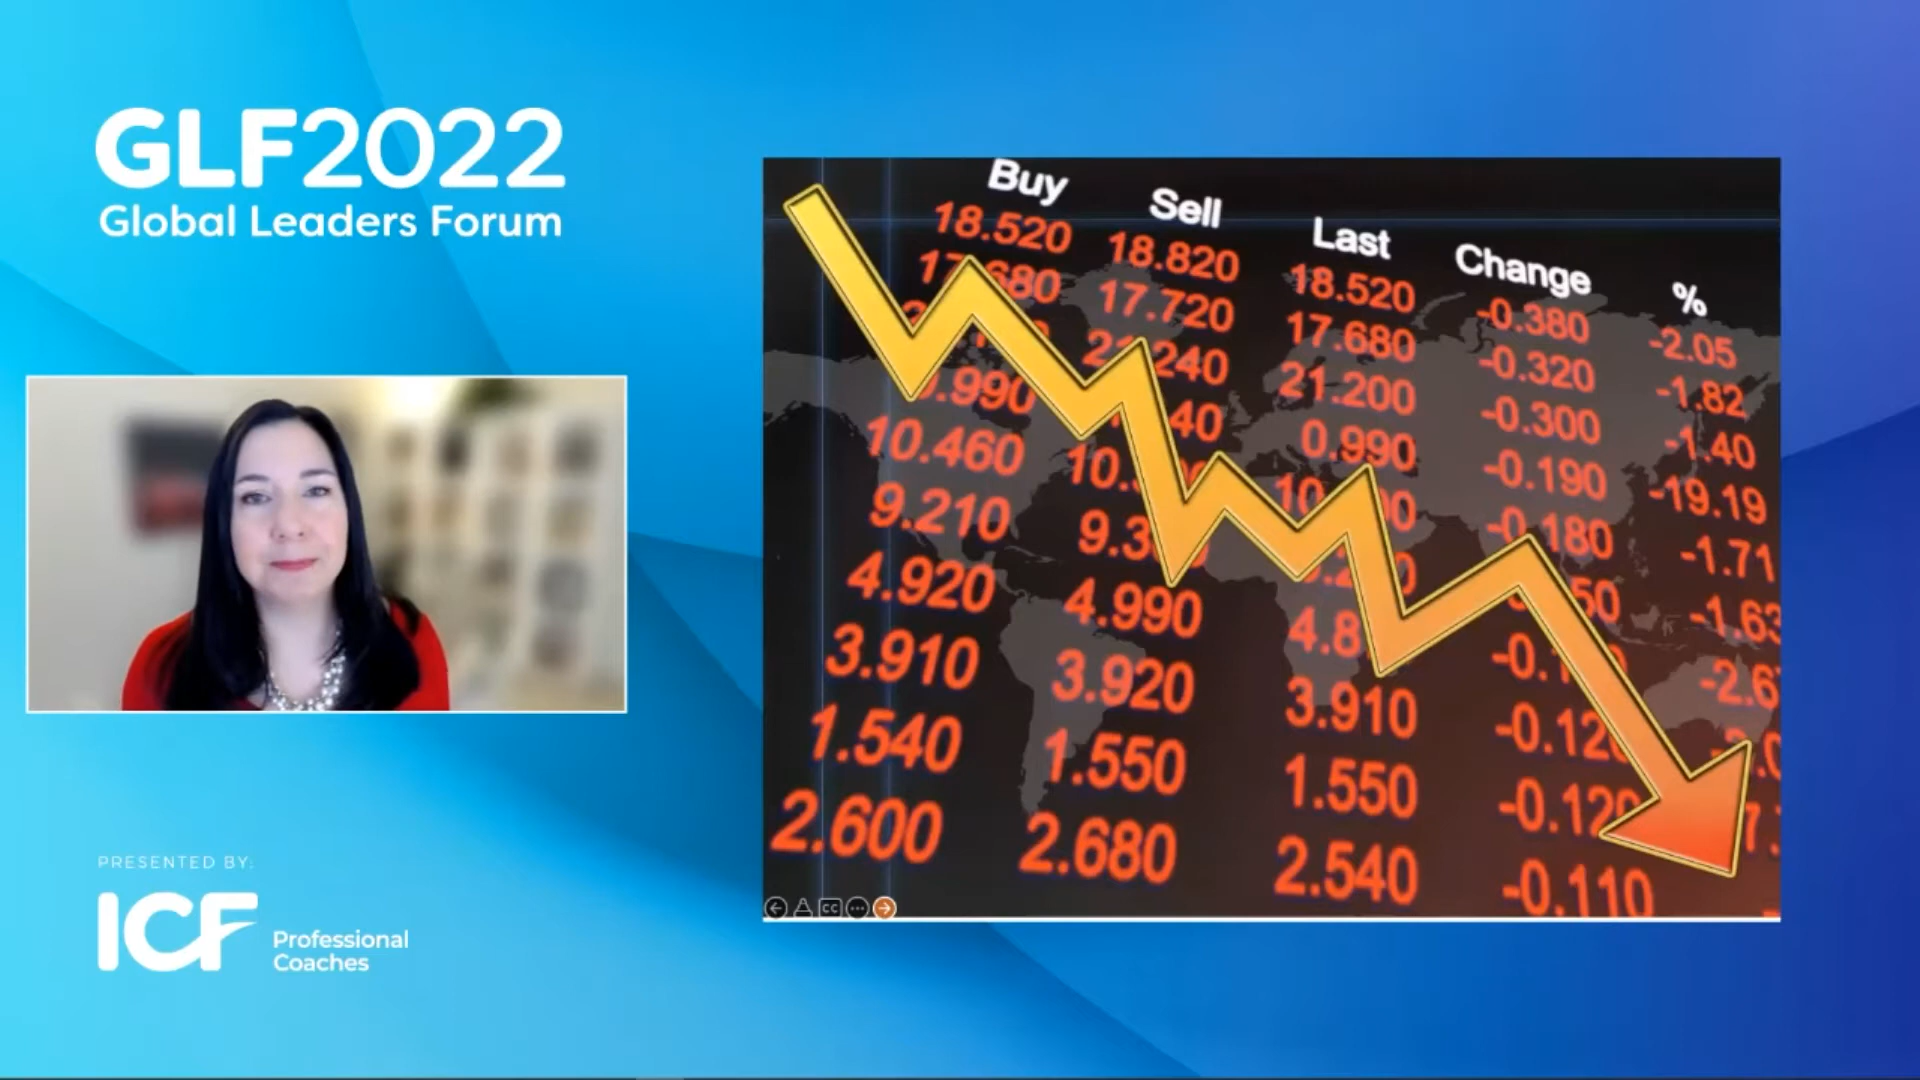 GLF2022
Global Leaders Forum
PRESENTED BY:
ICF
Professional
Coaches
Buy Sell Last Change %
18.520 18.820 18.520 -0.380 -2.05
17.720 17.680 -0.320 -1.82
21.200 -0.300 -1.40
0.990 -0.190 -19.19
10.460 -1.71
9.210
4.920 4.990
3.910 3.920 3.910
1.540 1.550 1.550
2.600 2.680 2.540 -0.110
CC